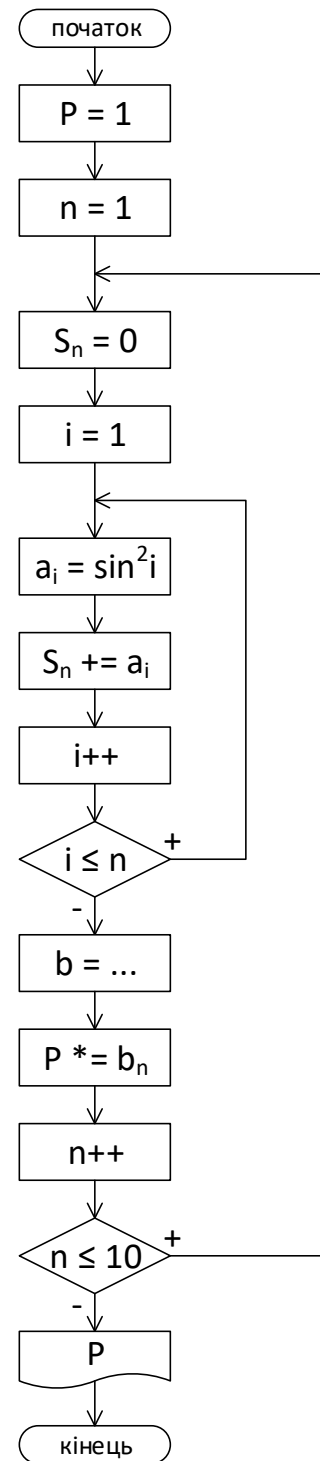 початок
P = 1
n = 1
Sₙ = 0
i = 1
aᵢ = sin²i
Sₙ += aᵢ
i++
i ≤ n
+
-
b = ...
P *= bₙ
n++
n ≤ 10
+
-
P
кінець